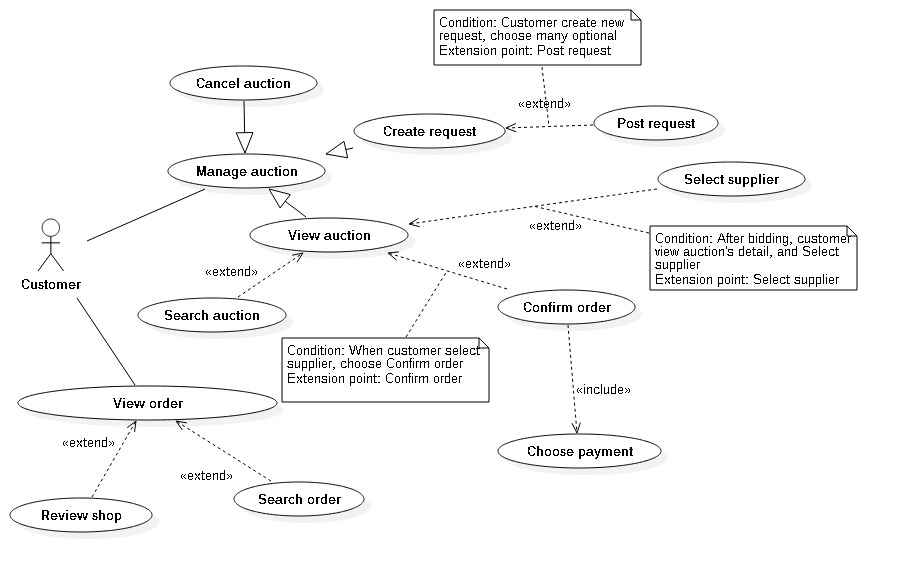 Condition: Customer create new
request, choose many optional
Extension point: Post request
Cancel auction
«extend»
Create request
Post request
Manage auction
Select supplier
View auction
«extend»
Condition: After bidding, customer
view auction's detail, and Select
supplier
Extension point: Select supplier
Customer
«extend»
«extend»
Search auction
Confirm order
Condition: When customer select
supplier, choose Confirm order
Extension point: Confirm order
«include»
View order
«extend»
Choose payment
«extend»
Search order
Review shop